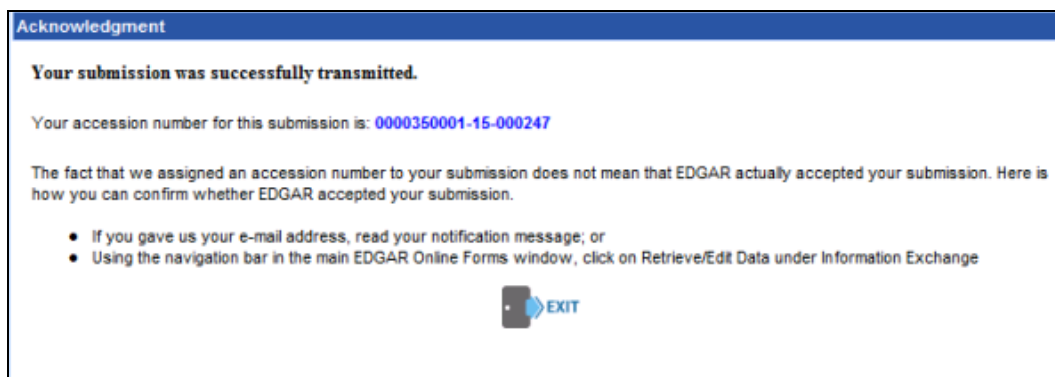 Acknowledgment
Your submission was successfully transmitted.
Your accession number for this submission is: 0000350001-15-000247
The fact that we assigned an accession number to your submission does not mean that EDGAR actually accepted your submission. Here is
how you can confirm whether EDGAR accepted your submission.
• If you gave us your e-mail address, read your notification message; or
• Using the navigation bar in the main EDGAR Online Forms window, click on Retrieve/Edit Data under Information Exchange
EXIT